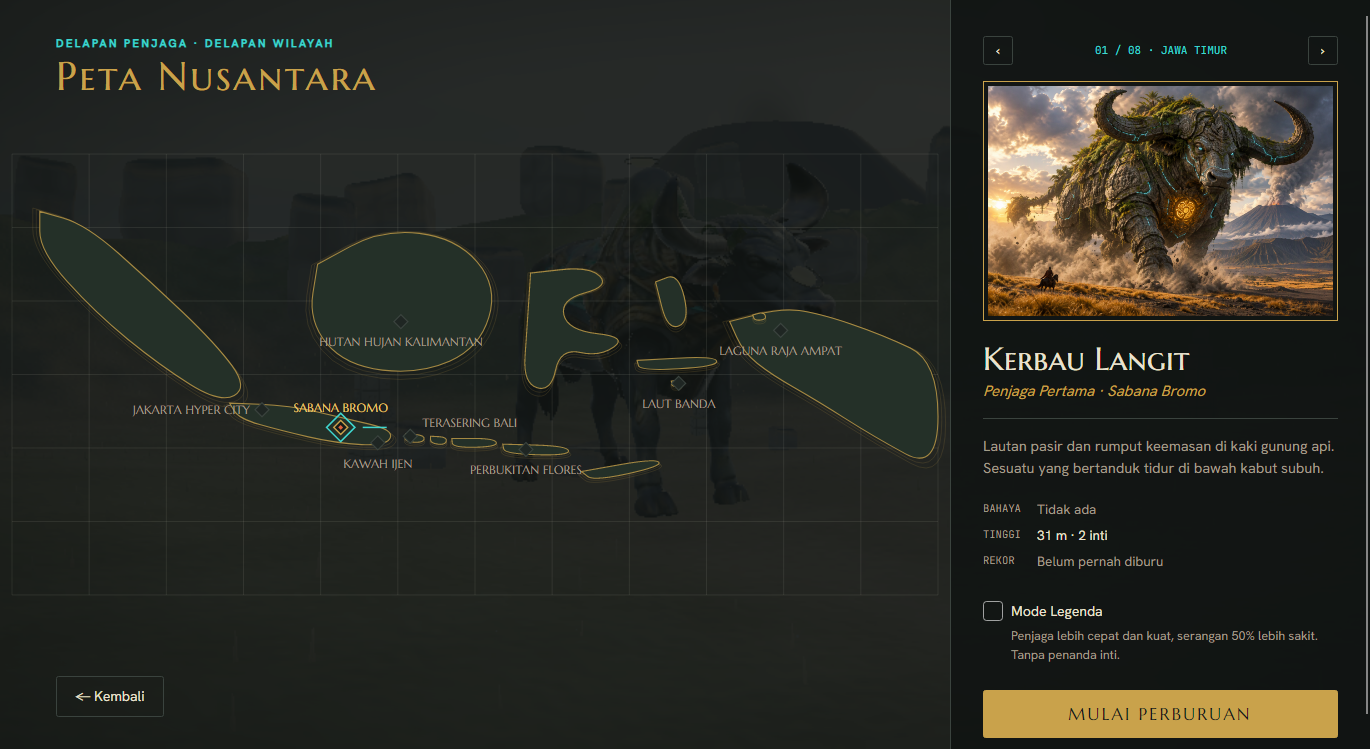 DELAPAN PENJAGA · DELAPAN WILAYAH
Peta Nusantara
HUTAN HUJAN KALIMANTAN
LAGUNA RAJA AMPAT
LAUT BANDA
JAKARTA HYPER CITY
SABANA BROMO
TERASERING BALI
KAWAH IJEN
PERBUKITAN FLORES
← Kembali
‹
01 / 08 · JAWA TIMUR
›
Kerbau Langit
Penjaga Pertama · Sabana Bromo
Lautan pasir dan rumput keemasan di kaki gunung api.
Sesuatu yang bertanduk tidur di bawah kabut subuh.
BAHAYA Tidak ada
TINGGI 31 m · 2 inti
REKOR Belum pernah diburu
Mode Legenda
Penjaga lebih cepat dan kuat, serangan 50% lebih sakit.
Tanpa penanda inti.
MULAI PERBURUAN